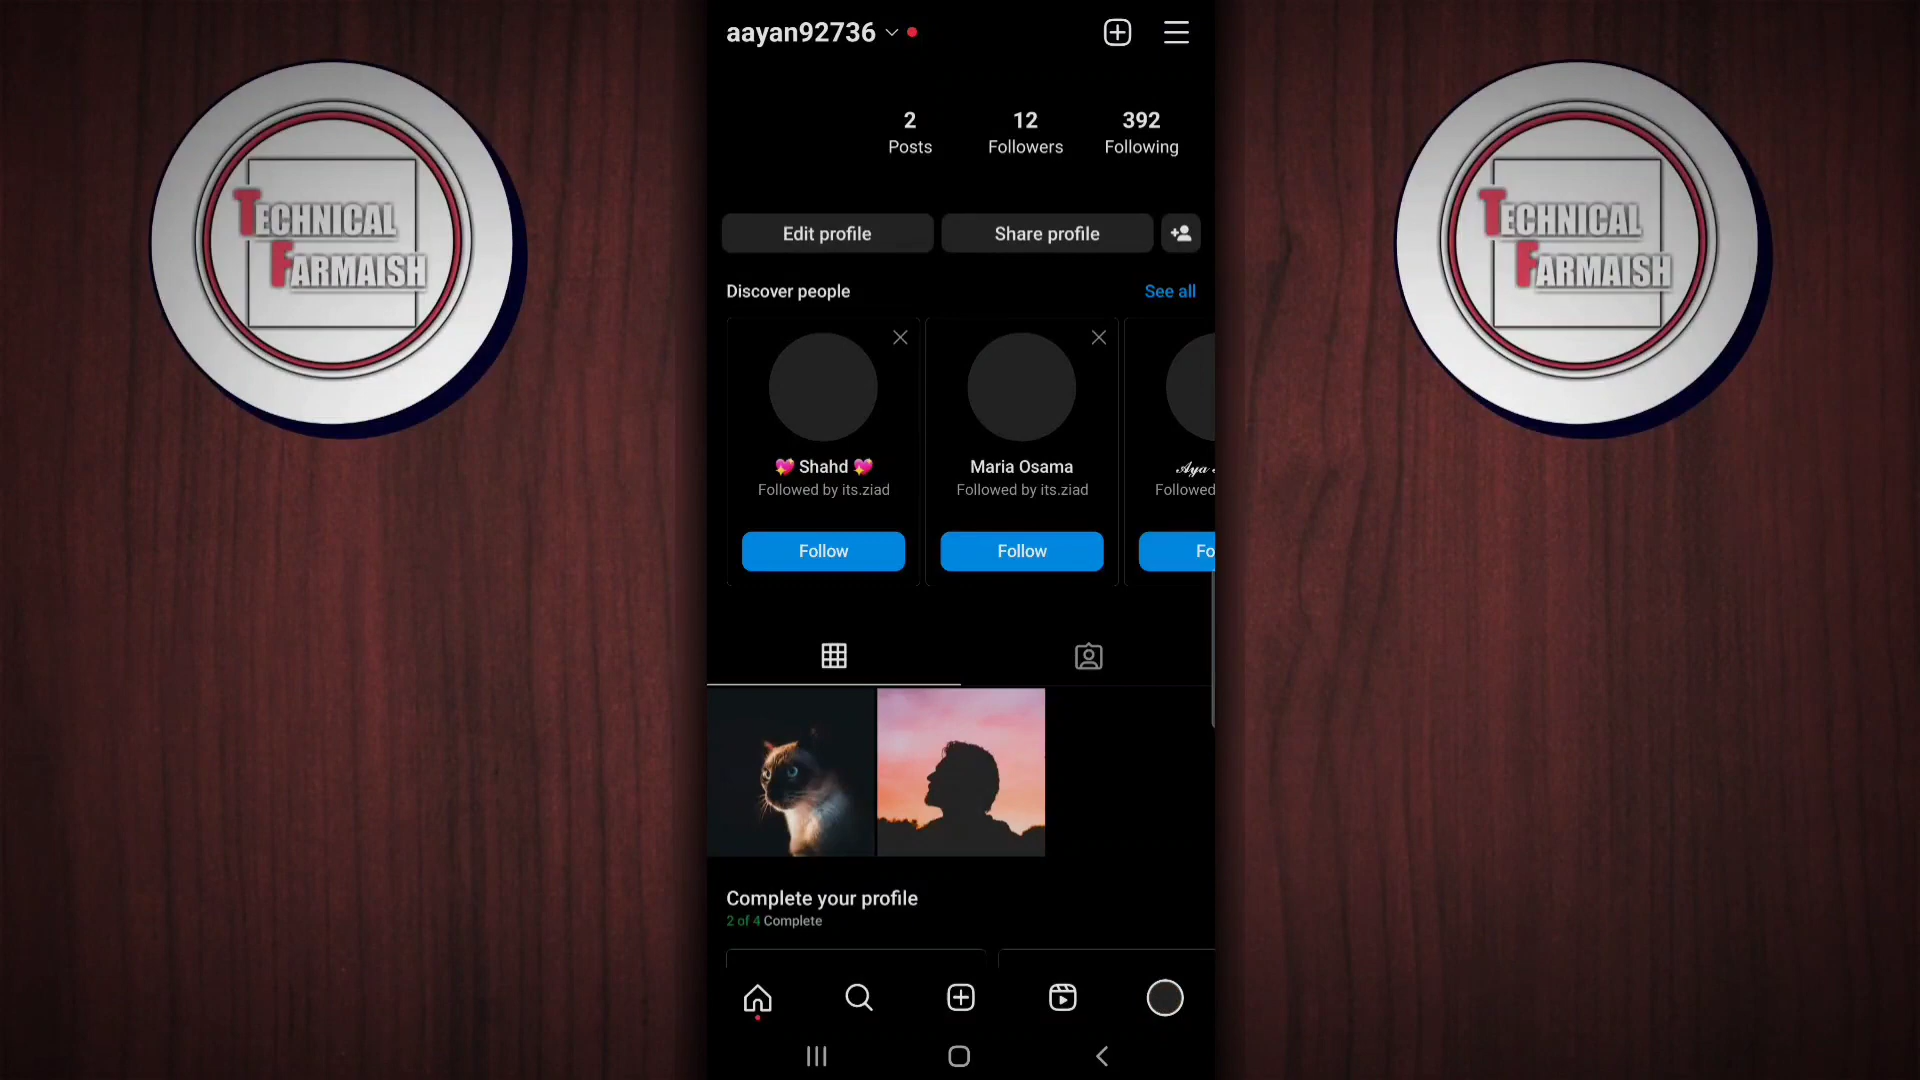 TECHNICAL
FARMAISH
aayan92736
2
Posts
12
Followers
392
Following
Edit profile
Share profile
Discover people
See all
💖 Shahd 💖
Followed by its.ziad
Follow
Maria Osama
Followed by its.ziad
Follow
Aya
Followed
Fo
Complete your profile
2 of 4 Complete
TECHNICAL
FARMAISH